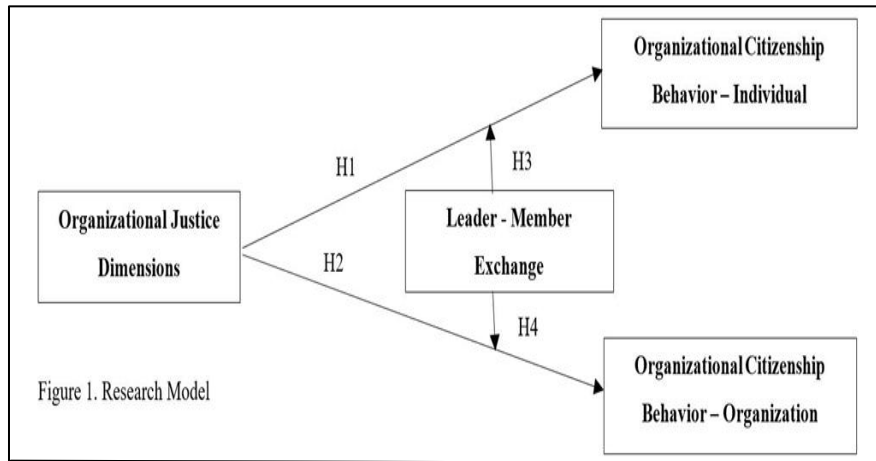 Organizational Citizenship
Behavior – Individual
H1
H3
Organizational Justice
Dimensions
Leader - Member
Exchange
H2
H4
Organizational Citizenship
Behavior – Organization
Figure 1. Research Model